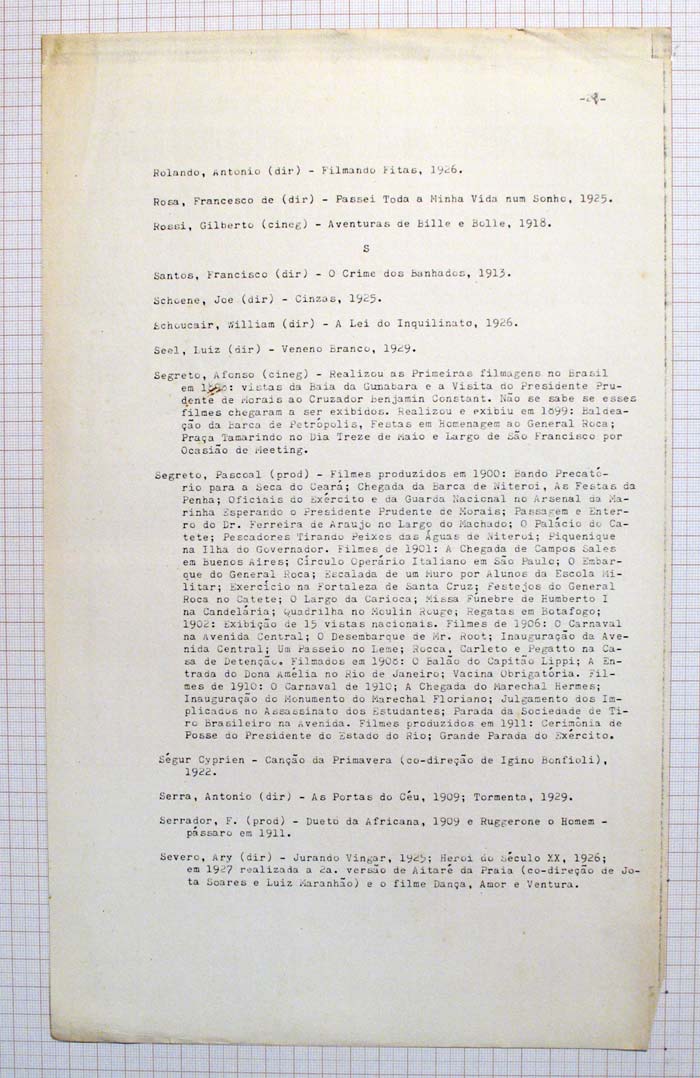 Rolando, Antonio (dir) - Filmando Fitas, 1926.
Rosa, Francesco de (dir) - Passei Toda a Minha Vida num Sonho, 1925.
Rossi, Gilberto (cineg) - Aventuras de Bille e Bolle, 1918.
S
Santos, Francisco (dir) - O Crime dos Banhados, 1913.
Schoene, Joe (dir) - Cinzas, 1925.
Schoucair, William (dir) - A Lei do Inquilinato, 1926.
Seel, Luiz (dir) - Veneno Branco, 1929.
Segreto, Afonso (cineg) - Realizou as Primeiras filmagens no Brasil
em : vistas da Baia da Gunabara e a Visita do Presidente Pru-
dente de Morais ao Cruzador Benjamin Constant. Não se sabe se esses
filmes chegaram a ser exibidos. Realizou e exibiu em 1899: Baldea-
ção da Barca de Petrópolis, Festas em Homenagem ao General Roca;
Praça Tamarindo no Dia Treze de Maio e Largo de São Francisco por
Ocasião de Meeting.
Segreto, Pascoal (prod) - Filmes produzidos em 1900: Bando Precató-
rio para a Seca do Ceará; Chegada da Barca de Niteroi, As Festas da
Penha; Oficiais do Exército e da Guarda Nacional no Arsenal da Ma-
rinha Esperando o Presidente Prudente de Morais; Passagem e Enter-
ro do Dr. Ferreira de Araujo no Largo do Machado; O Palácio do Ca-
tete; Pescadores Tirando Peixes das Águas de Niteroi; Piquenique
na Ilha do Governador. Filmes de 1901: A Chegada de Campos Sales
em Buenos Aires; Círculo Operário Italiano em São Paulo; O Embar-
que do General Roca; Escalada de um Muro por Alunos da Escola Mi-
litar; Exercício na Fortaleza de Santa Cruz; Festejos do General
Roca no Catete; O Largo da Carioca; Missa Fúnebre de Humberto I
na Candelária; Quadrilha no Moulin Rouge; Regatas em Botafogo;
1902: Exibição de 15 vistas nacionais. Filmes de 1906: O Carnaval
na Avenida Central; O Desembarque de Mr. Root; Inauguração da Ave-
nida Central; Um Passeio no Leme; Rocca, Carleto e Pegatto na Ca-
sa de Detenção. Filmados em : O Balão do Capitão Lippi; A En-
trada do Dona Amélia no Rio de Janeiro; Vacina Obrigatória. Fil-
mes de 1910: O Carnaval de 1910; A Chegada do Marechal Hermes;
Inauguração do Monumento do Marechal Floriano; Julgamento dos Im-
plicados no Assassinato dos Estudantes; Parada da Sociedade de Ti-
ro Brasileiro na Avenida. Filmes produzidos em 1911: Cerimônia de
Posse do Presidente do Estado do Rio; Grande Parada do Exército.
Ségur Cyprien - Canção da Primavera (co-direção de Igino Bonfioli),
1922.
Serra, Antonio (dir) - As Portas do Céu, 1909; Tormenta, 1929.
Serrador, F. (prod) - Dueto da Africana, 1909 e Ruggerone o Homem -
pássaro em 1911.
Severo, Ary (dir) - Jurando Vingar, 1925; Heroi do Século XX, 1926;
em 1927 realizada a 2a. versão de Aitaré da Praia (co-direção de Jo-
ta Soares e Luiz Maranhão) e o filme Dança, Amor e Ventura.